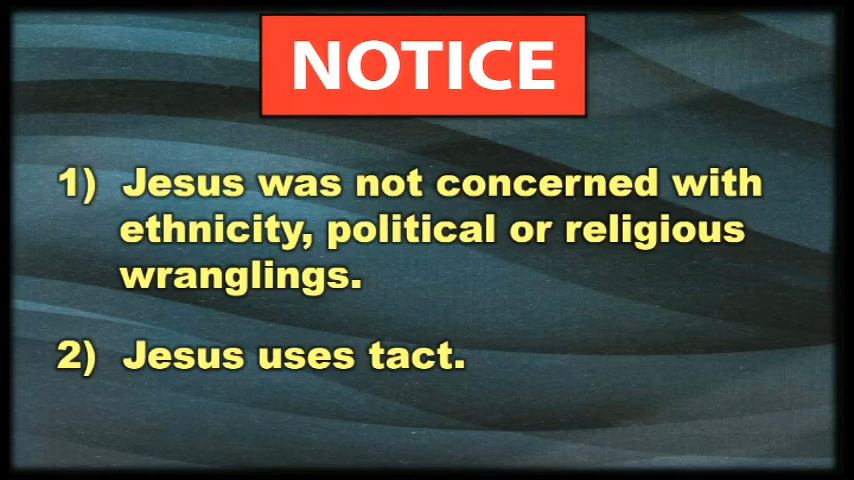 NOTICE
1) Jesus was not concerned with
ethnicity, political or religious
wranglings.
2) Jesus uses tact.